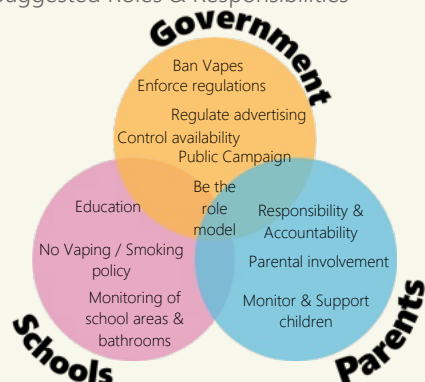 Suggested Roles & Responsibilities
Government
Ban Vapes
Enforce regulations
Regulate advertising
Control availability
Public Campaign
Be the
role
model
Education
No Vaping / Smoking
policy
Monitoring of
school areas &
bathrooms
Schools
Responsibility &
Accountability
Parental involvement
Monitor & Support
children
Parents